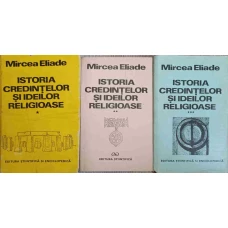 Mircea Eliade
ISTORIA
CREDINȚELOR
ȘI IDEILOR
RELIGIOASE
*
EDITURA ȘTIINȚIFICĂ ȘI ENCICLOPEDICĂ
Mircea Eliade
ISTORIA
CREDINȚELOR
ȘI IDEILOR
RELIGIOASE
**
EDITURA ȘTIINȚIFICĂ
Mircea Eliade
ISTORIA
CREDINȚELOR
ȘI IDEILOR
RELIGIOASE
***
EDITURA ȘTIINȚIFICĂ ȘI ENCICLOPEDICĂ